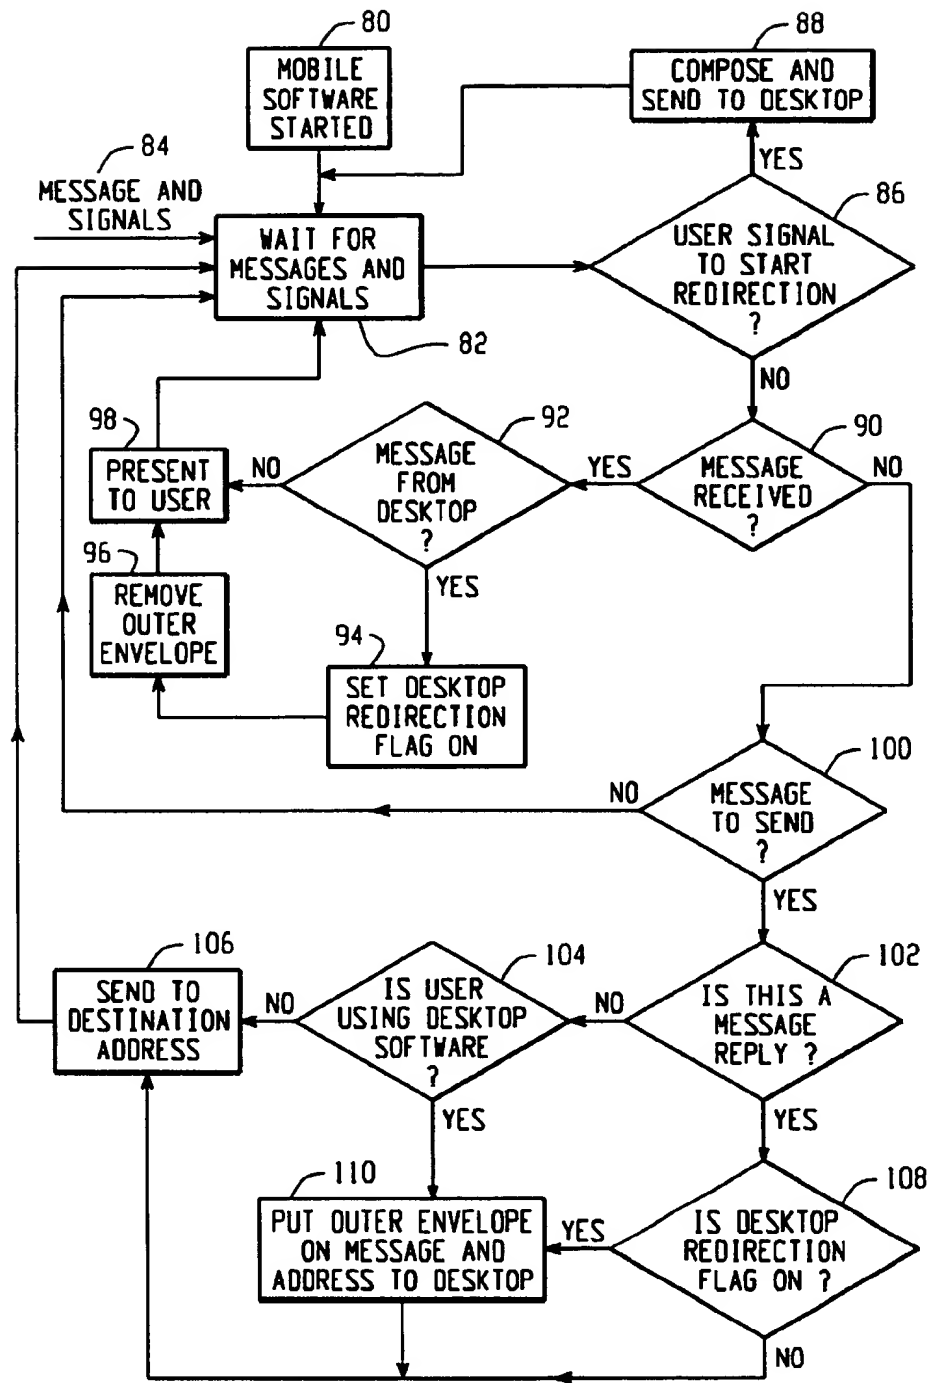 80
MOBILE
SOFTWARE
STARTED
88
COMPOSE AND
SEND TO DESKTOP
YES
84
MESSAGE AND
SIGNALS
WAIT FOR
MESSAGES AND
SIGNALS
82
86
USER SIGNAL
TO START
REDIRECTION
?
NO
98
PRESENT
TO USER
NO
92
MESSAGE
FROM
DESKTOP
?
YES
YES
90
MESSAGE
RECEIVED
?
NO
96
REMOVE
OUTER
ENVELOPE
94
SET DESKTOP
REDIRECTION
FLAG ON
100
MESSAGE
TO SEND
?
NO
YES
106
SEND TO
DESTINATION
ADDRESS
NO
104
IS USER
USING DESKTOP
SOFTWARE
?
YES
NO
102
IS THIS A
MESSAGE
REPLY ?
YES
110
PUT OUTER ENVELOPE
ON MESSAGE AND
ADDRESS TO DESKTOP
YES
108
IS DESKTOP
REDIRECTION
FLAG ON ?
NO